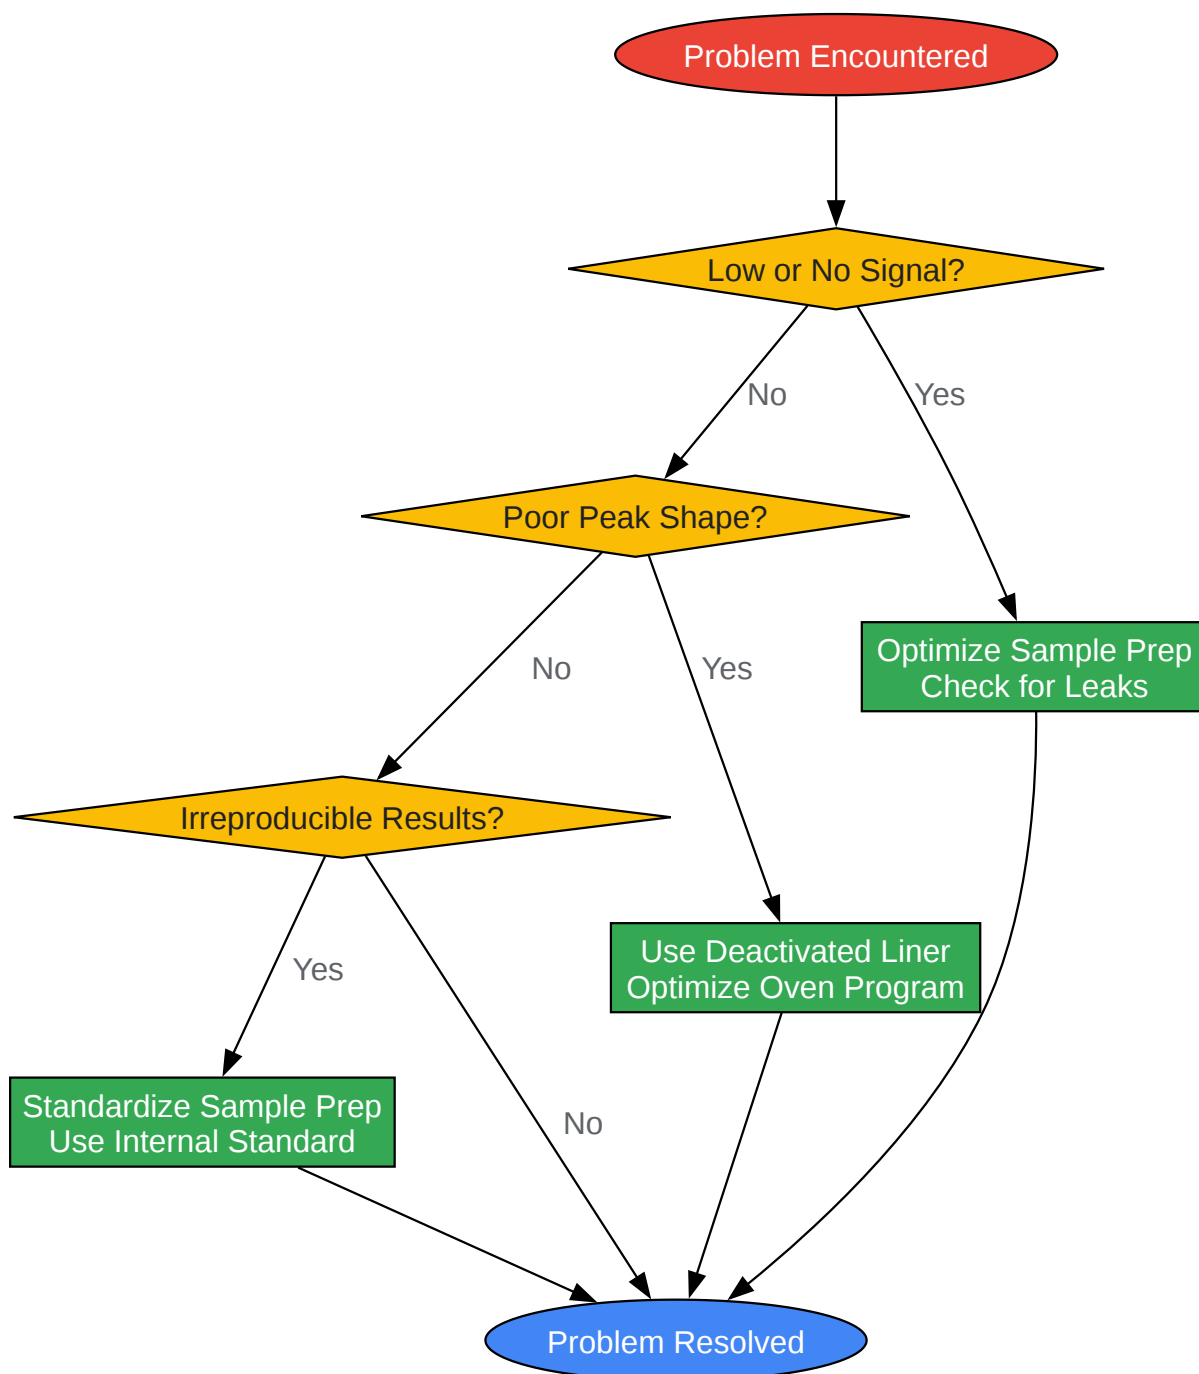 Problem Encountered
Low or No Signal?
No
Yes
Poor Peak Shape?
Optimize Sample Prep
Check for Leaks
No
Yes
Irreproducible Results?
Use Deactivated Liner
Optimize Oven Program
Yes
Standardize Sample Prep
Use Internal Standard
No
Problem Resolved